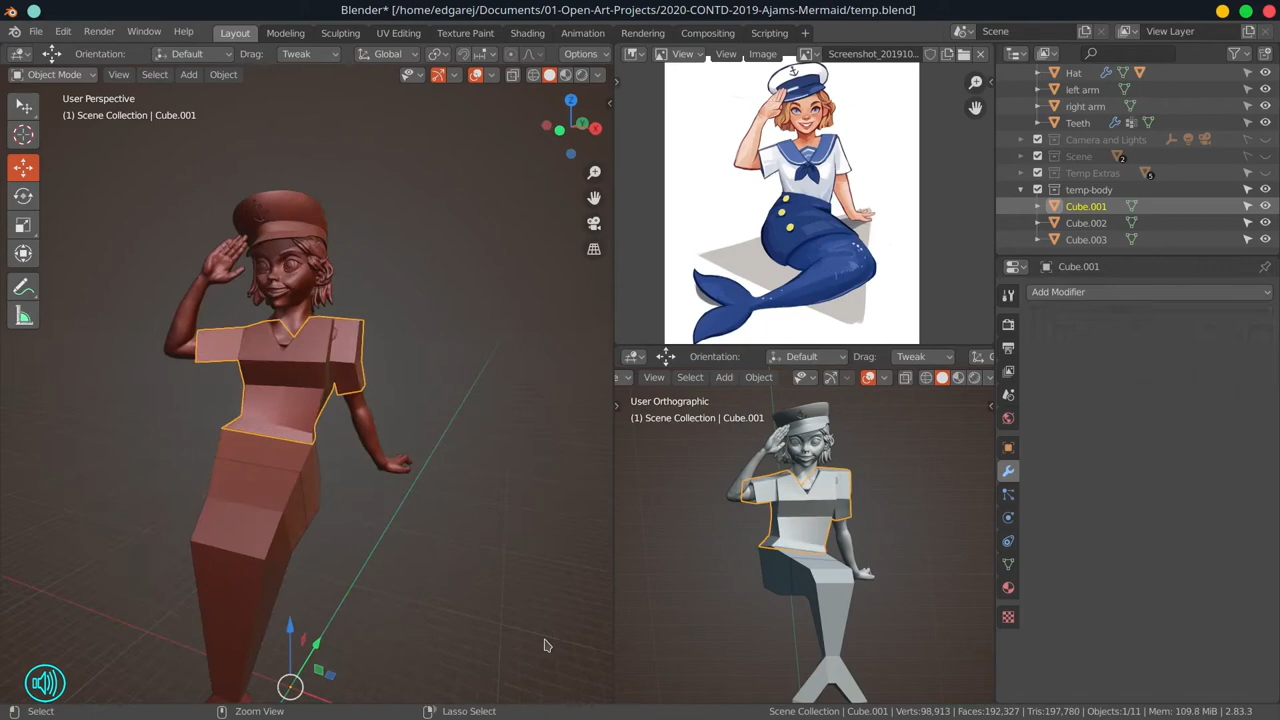 Blender* [/home/edgarej/Documents/01-Open-Art-Projects/2020-CONTD-2019-Ajams-Mermaid/temp.blend]
File Edit Render Window Help Layout Modeling Sculpting UV Editing Texture Paint Shading Animation Rendering Compositing Scripting + Scene View Layer
Orientation: Default Drag: Tweak Global Options View View Image Screenshot_201910...
Object Mode View Select Add Object
User Perspective
(1) Scene Collection | Cube.001
Z
Y
X
Hat
left arm
right arm
Teeth
Camera and Lights
Scene 2
Temp Extras 5
temp-body
Cube.001
Cube.002
Cube.003
Cube.001
Add Modifier
Orientation: Default Drag: Tweak G
View Select Add Object
User Orthographic
(1) Scene Collection | Cube.001
Select Zoom View Lasso Select Scene Collection | Cube.001 | Verts:98,913 | Faces:192,327 | Tris:197,780 | Objects:1/11 | Mem: 109.8 MiB | 2.83.3